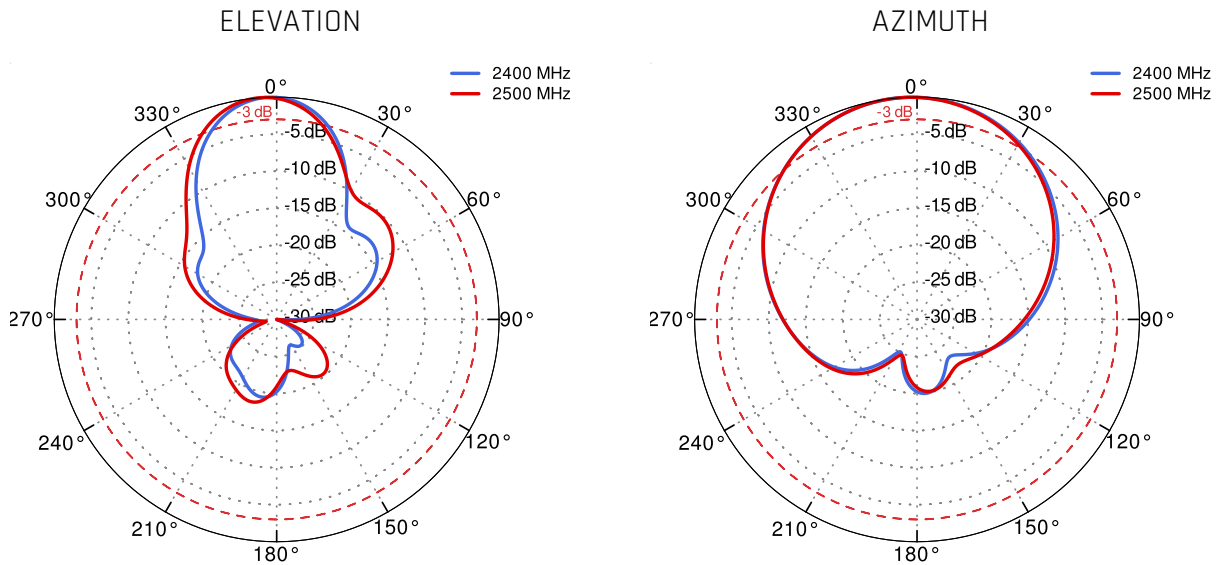 ELEVATION
2400 MHz
2500 MHz
0°
-3 dB
330°
30°
-5 dB
-10 dB
300°
60°
-15 dB
-20 dB
-25 dB
-30 dB
270°
90°
240°
120°
210°
150°
180°
AZIMUTH
2400 MHz
2500 MHz
0°
-3 dB
330°
30°
-5 dB
-10 dB
300°
60°
-15 dB
-20 dB
-25 dB
-30 dB
270°
90°
240°
120°
210°
150°
180°